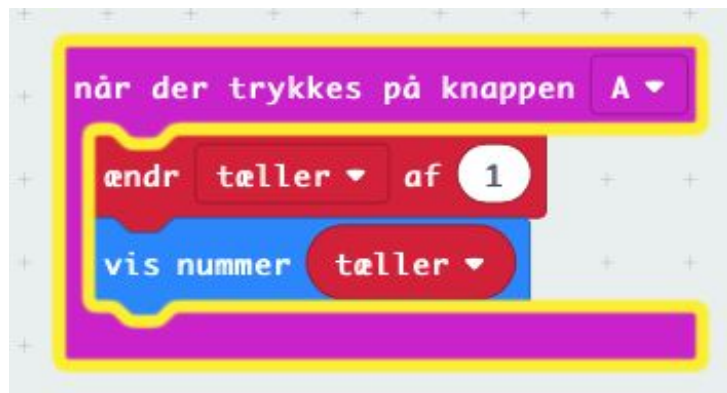 når der trykkes på knappen A
ændr tæller af 1
vis nummer tæller